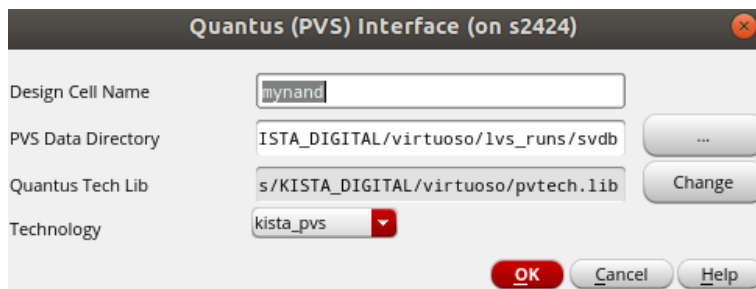 Quantus (PVS) Interface (on s2424)
Design Cell Name mynand
PVS Data Directory ISTA_DIGITAL/virtuoso/lvs_runs/svdb ...
Quantus Tech Lib s/KISTA_DIGITAL/virtuoso/pvtech.lib Change
Technology kista_pvs
OK Cancel Help